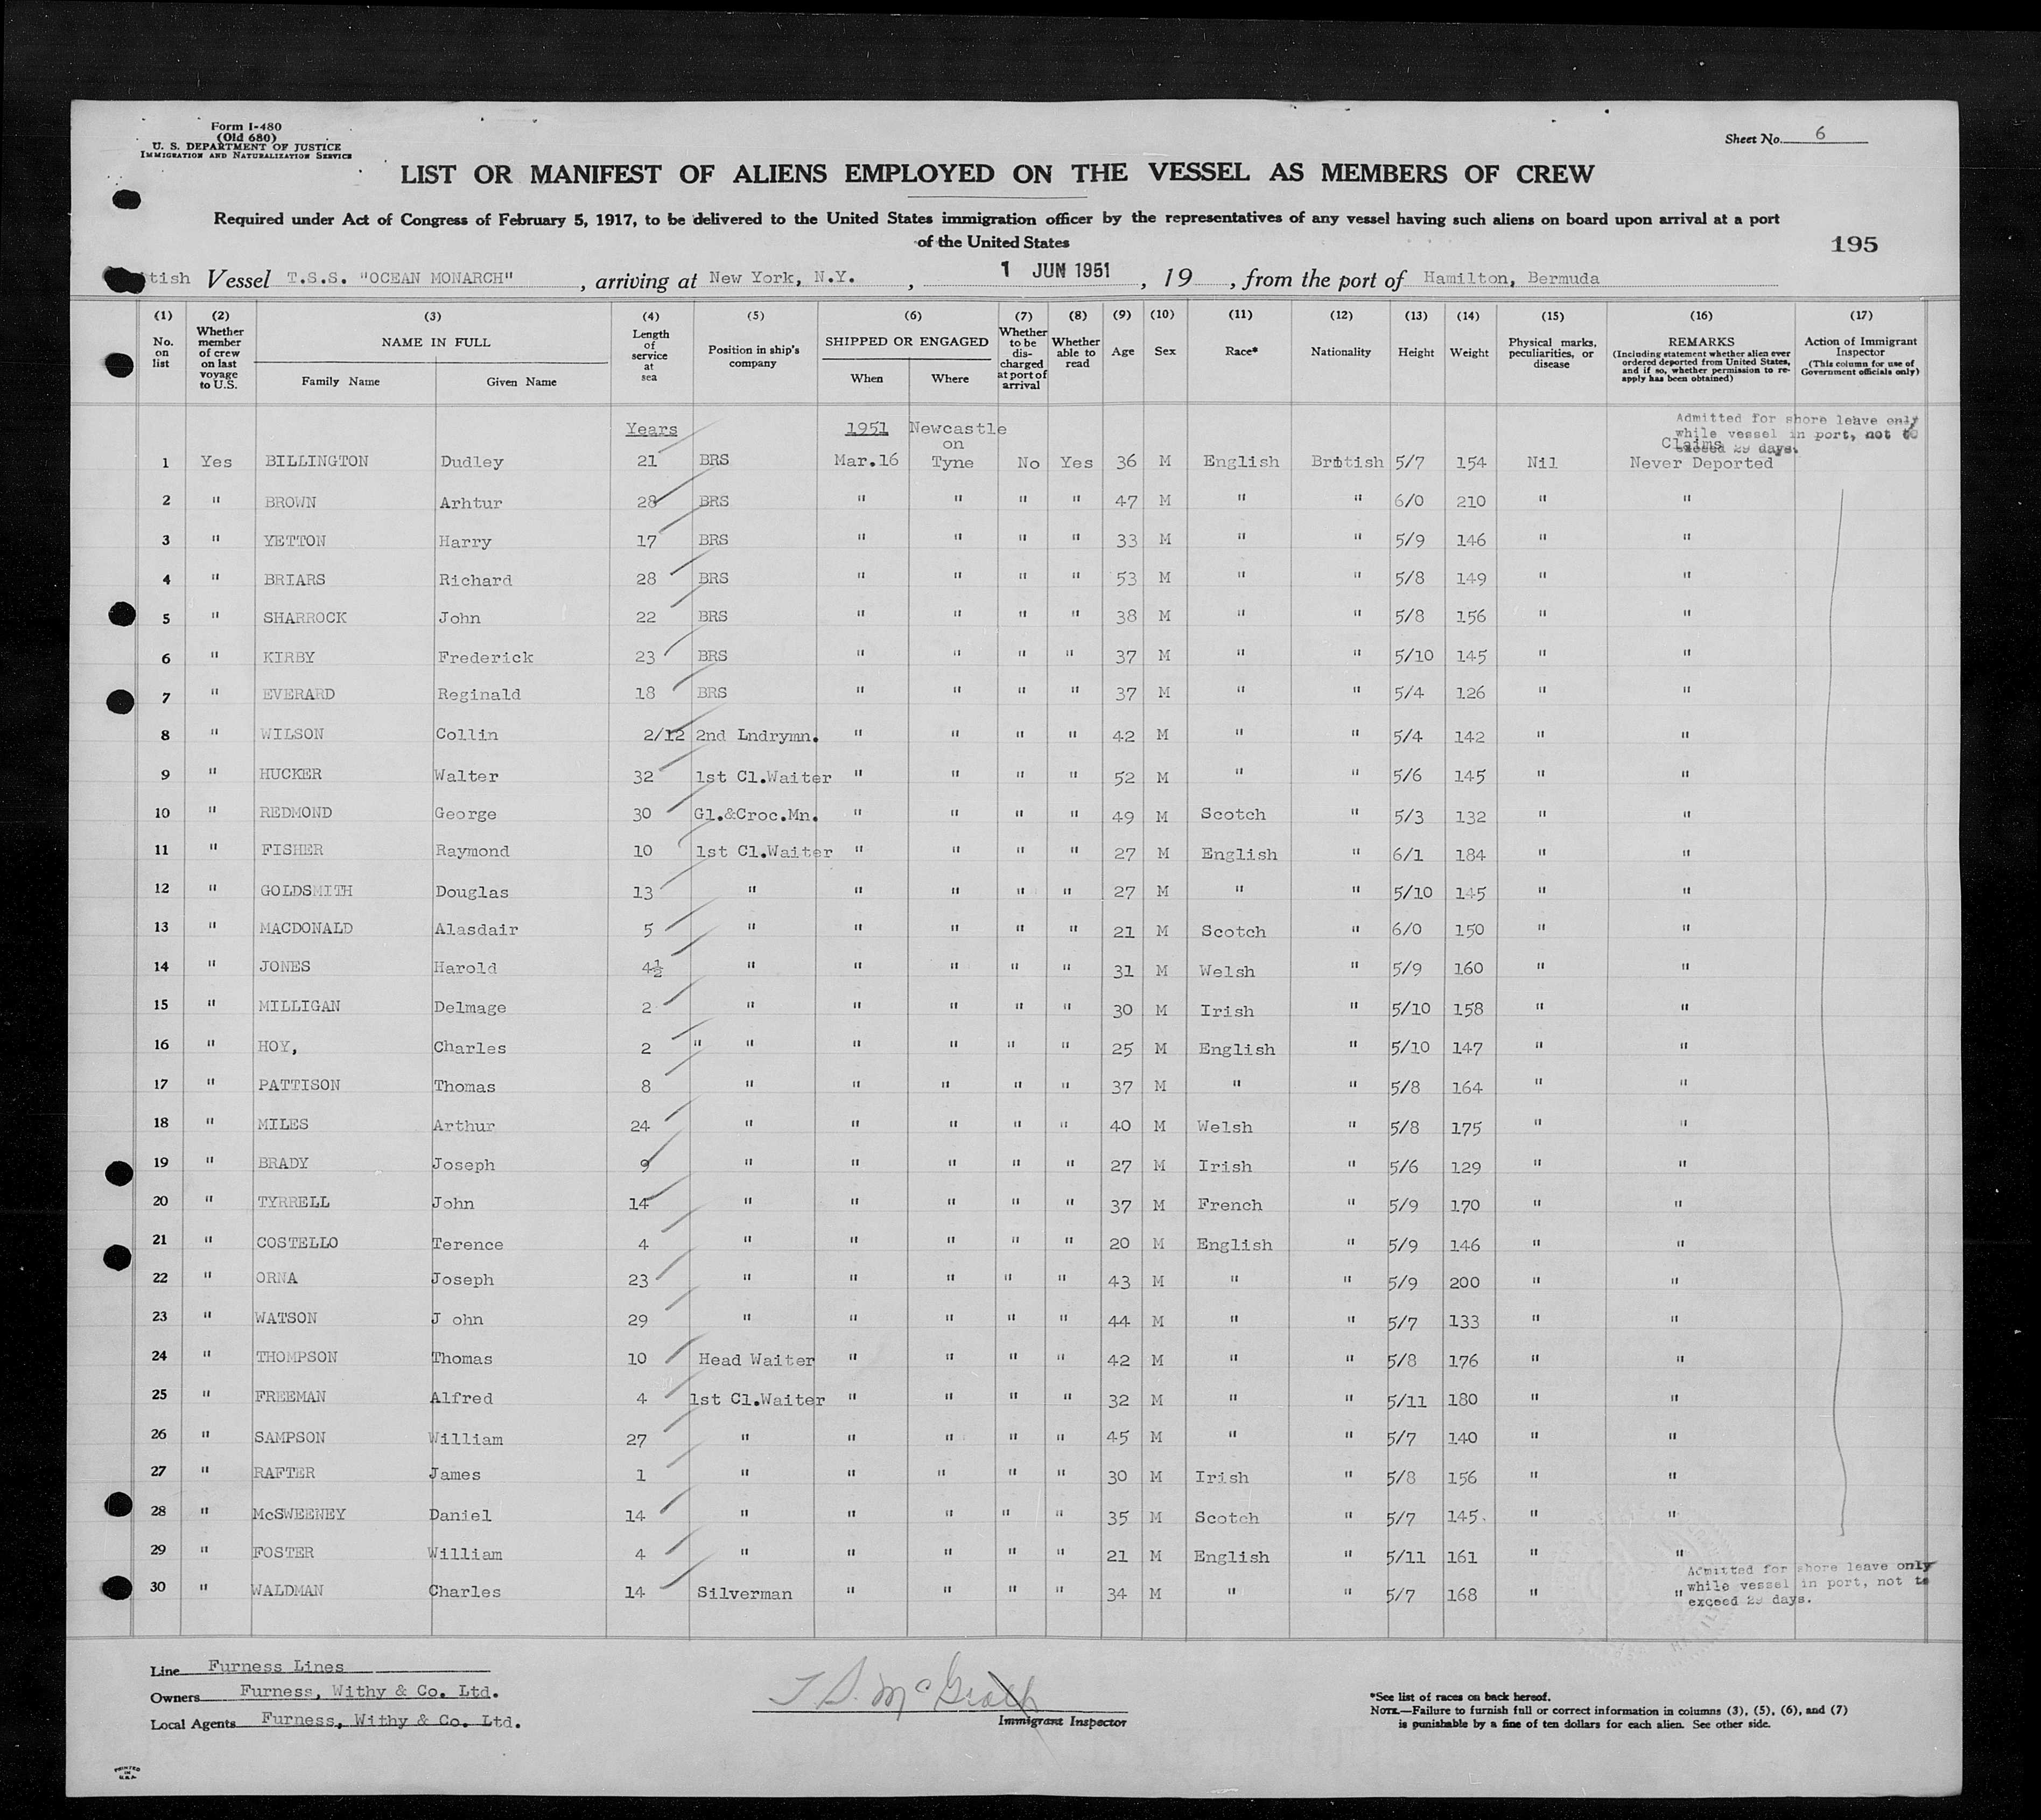 Form I-480
(Old 680)
U. S. DEPARTMENT OF JUSTICE
IMMIGRATION AND NATURALIZATION SERVICE
Sheet No. 6
LIST OR MANIFEST OF ALIENS EMPLOYED ON THE VESSEL AS MEMBERS OF CREW
Required under Act of Congress of February 5, 1917, to be delivered to the United States immigration officer by the representatives of any vessel having such aliens on board upon arrival at a port
of the United States
195
tish Vessel T.S.S. "OCEAN MONARCH", arriving at New York, N.Y., 1 JUN 1951, 19 , from the port of Hamilton, Bermuda
(1) No. on list
(2) Whether member of crew on last voyage to U.S.
(3) NAME IN FULL Family Name Given Name
(4) Length of service at sea
(5) Position in ship's company
(6) SHIPPED OR ENGAGED When Where
(7) Whether to be discharged at port of arrival
(8) Whether able to read
(9) Age
(10) Sex
(11) Race*
(12) Nationality
(13) Height
(14) Weight
(15) Physical marks, peculiarities, or disease
(16) REMARKS (Including statement whether alien ever ordered deported from United States, and if so, whether permission to re-apply has been obtained)
(17) Action of Immigrant Inspector (This column for use of Government officials only)
Admitted for shore leave only
while vessel in port, not to
exceed 29 days.
Years 1951 Newcastle on Claims
1 Yes BILLINGTON Dudley 21 BRS Mar.16 Tyne No Yes 36 M English British 5/7 154 Nil Never Deported
2 " BROWN Arhtur 28 BRS " " " " 47 M " " 6/0 210 " "
3 " YETTON Harry 17 BRS " " " " 33 M " " 5/9 146 " "
4 " BRIARS Richard 28 BRS " " " " 53 M " " 5/8 149 " "
5 " SHARROCK John 22 BRS " " " " 38 M " " 5/8 156 " "
6 " KIRBY Frederick 23 BRS " " " " 37 M " " 5/10 145 " "
7 " EVERARD Reginald 18 BRS " " " " 37 M " " 5/4 126 " "
8 " WILSON Collin 2/12 2nd Lndrymn. " " " " 42 M " " 5/4 142 " "
9 " HUCKER Walter 32 1st Cl.Waiter " " " " 52 M " " 5/6 145 " "
10 " REDMOND George 30 Gl.&Croc.Mn. " " " " 49 M Scotch " 5/3 132 " "
11 " FISHER Raymond 10 1st Cl.Waiter " " " " 27 M English " 6/1 184 " "
12 " GOLDSMITH Douglas 13 " " " " " 27 M " " 5/10 145 " "
13 " MACDONALD Alasdair 5 " " " " " 21 M Scotch " 6/0 150 " "
14 " JONES Harold 4½ " " " " " 31 M Welsh " 5/9 160 " "
15 " MILLIGAN Delmage 2 " " " " " 30 M Irish " 5/10 158 " "
16 " HOY, Charles 2 " " " " " " 25 M English " 5/10 147 " "
17 " PATTISON Thomas 8 " " " " " 37 M " " 5/8 164 " "
18 " MILES Arthur 24 " " " " " 40 M Welsh " 5/8 175 " "
19 " BRADY Joseph 9 " " " " " 27 M Irish " 5/6 129 " "
20 " TYRRELL John 14 " " " " " 37 M French " 5/9 170 " "
21 " COSTELLO Terence 4 " " " " " 20 M English " 5/9 146 " "
22 " ORNA Joseph 23 " " " " " 43 M " " 5/9 200 " "
23 " WATSON J ohn 29 " " " " " 44 M " " 5/7 133 " "
24 " THOMPSON Thomas 10 Head Waiter " " " " 42 M " " 5/8 176 " "
25 " FREEMAN Alfred 4 1st Cl.Waiter " " " " 32 M " " 5/11 180 " "
26 " SAMPSON William 27 " " " " " 45 M " " 5/7 140 " "
27 " RAFTER James 1 " " " " " 30 M Irish " 5/8 156 " "
28 " McSWEENEY Daniel 14 " " " " " 35 M Scotch " 5/7 145. " "
29 " FOSTER William 4 " " " " " 21 M English " 5/11 161 " "
30 " WALDMAN Charles 14 Silverman " " " " 34 M " " 5/7 168 " "
Admitted for shore leave only
while vessel in port, not to
exceed 29 days.
Line Furness Lines
Owners Furness, Withy & Co. Ltd.
Local Agents Furness, Withy & Co. Ltd.
T. S. McGrath
Immigrant Inspector
*See list of races on back hereof.
NOTE.—Failure to furnish full or correct information in columns (3), (5), (6), and (7)
is punishable by a fine of ten dollars for each alien. See other side.
PRINTED
IN
U.S.A.